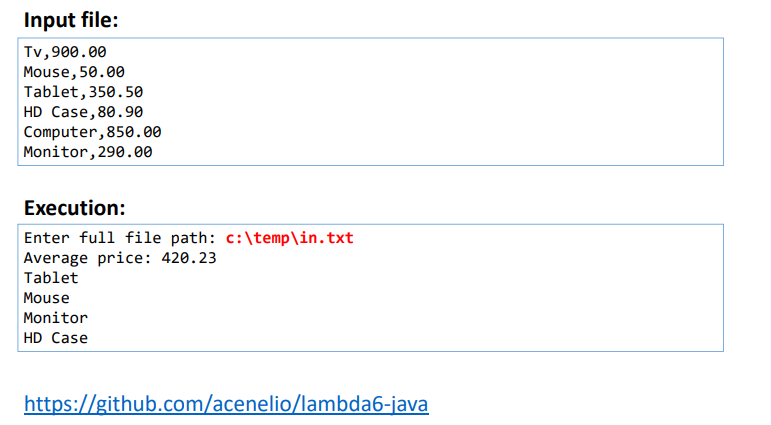 Input file:
Tv,900.00
Mouse,50.00
Tablet,350.50
HD Case,80.90
Computer,850.00
Monitor,290.00
Execution:
Enter full file path: c:\temp\in.txt
Average price: 420.23
Tablet
Mouse
Monitor
HD Case
https://github.com/acenelio/lambda6-java